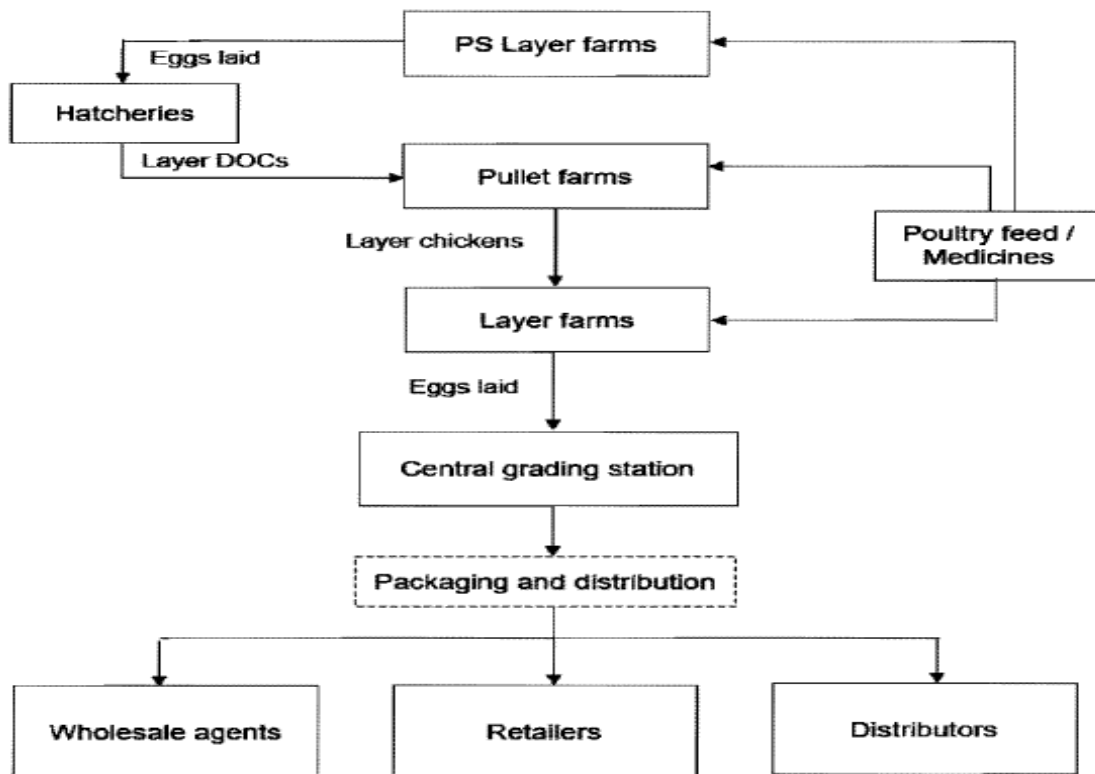 PS Layer farms
Eggs laid
Hatcheries
Layer DOCs
Pullet farms
Poultry feed /
Medicines
Layer chickens
Layer farms
Eggs laid
Central grading station
Packaging and distribution
Wholesale agents
Retailers
Distributors